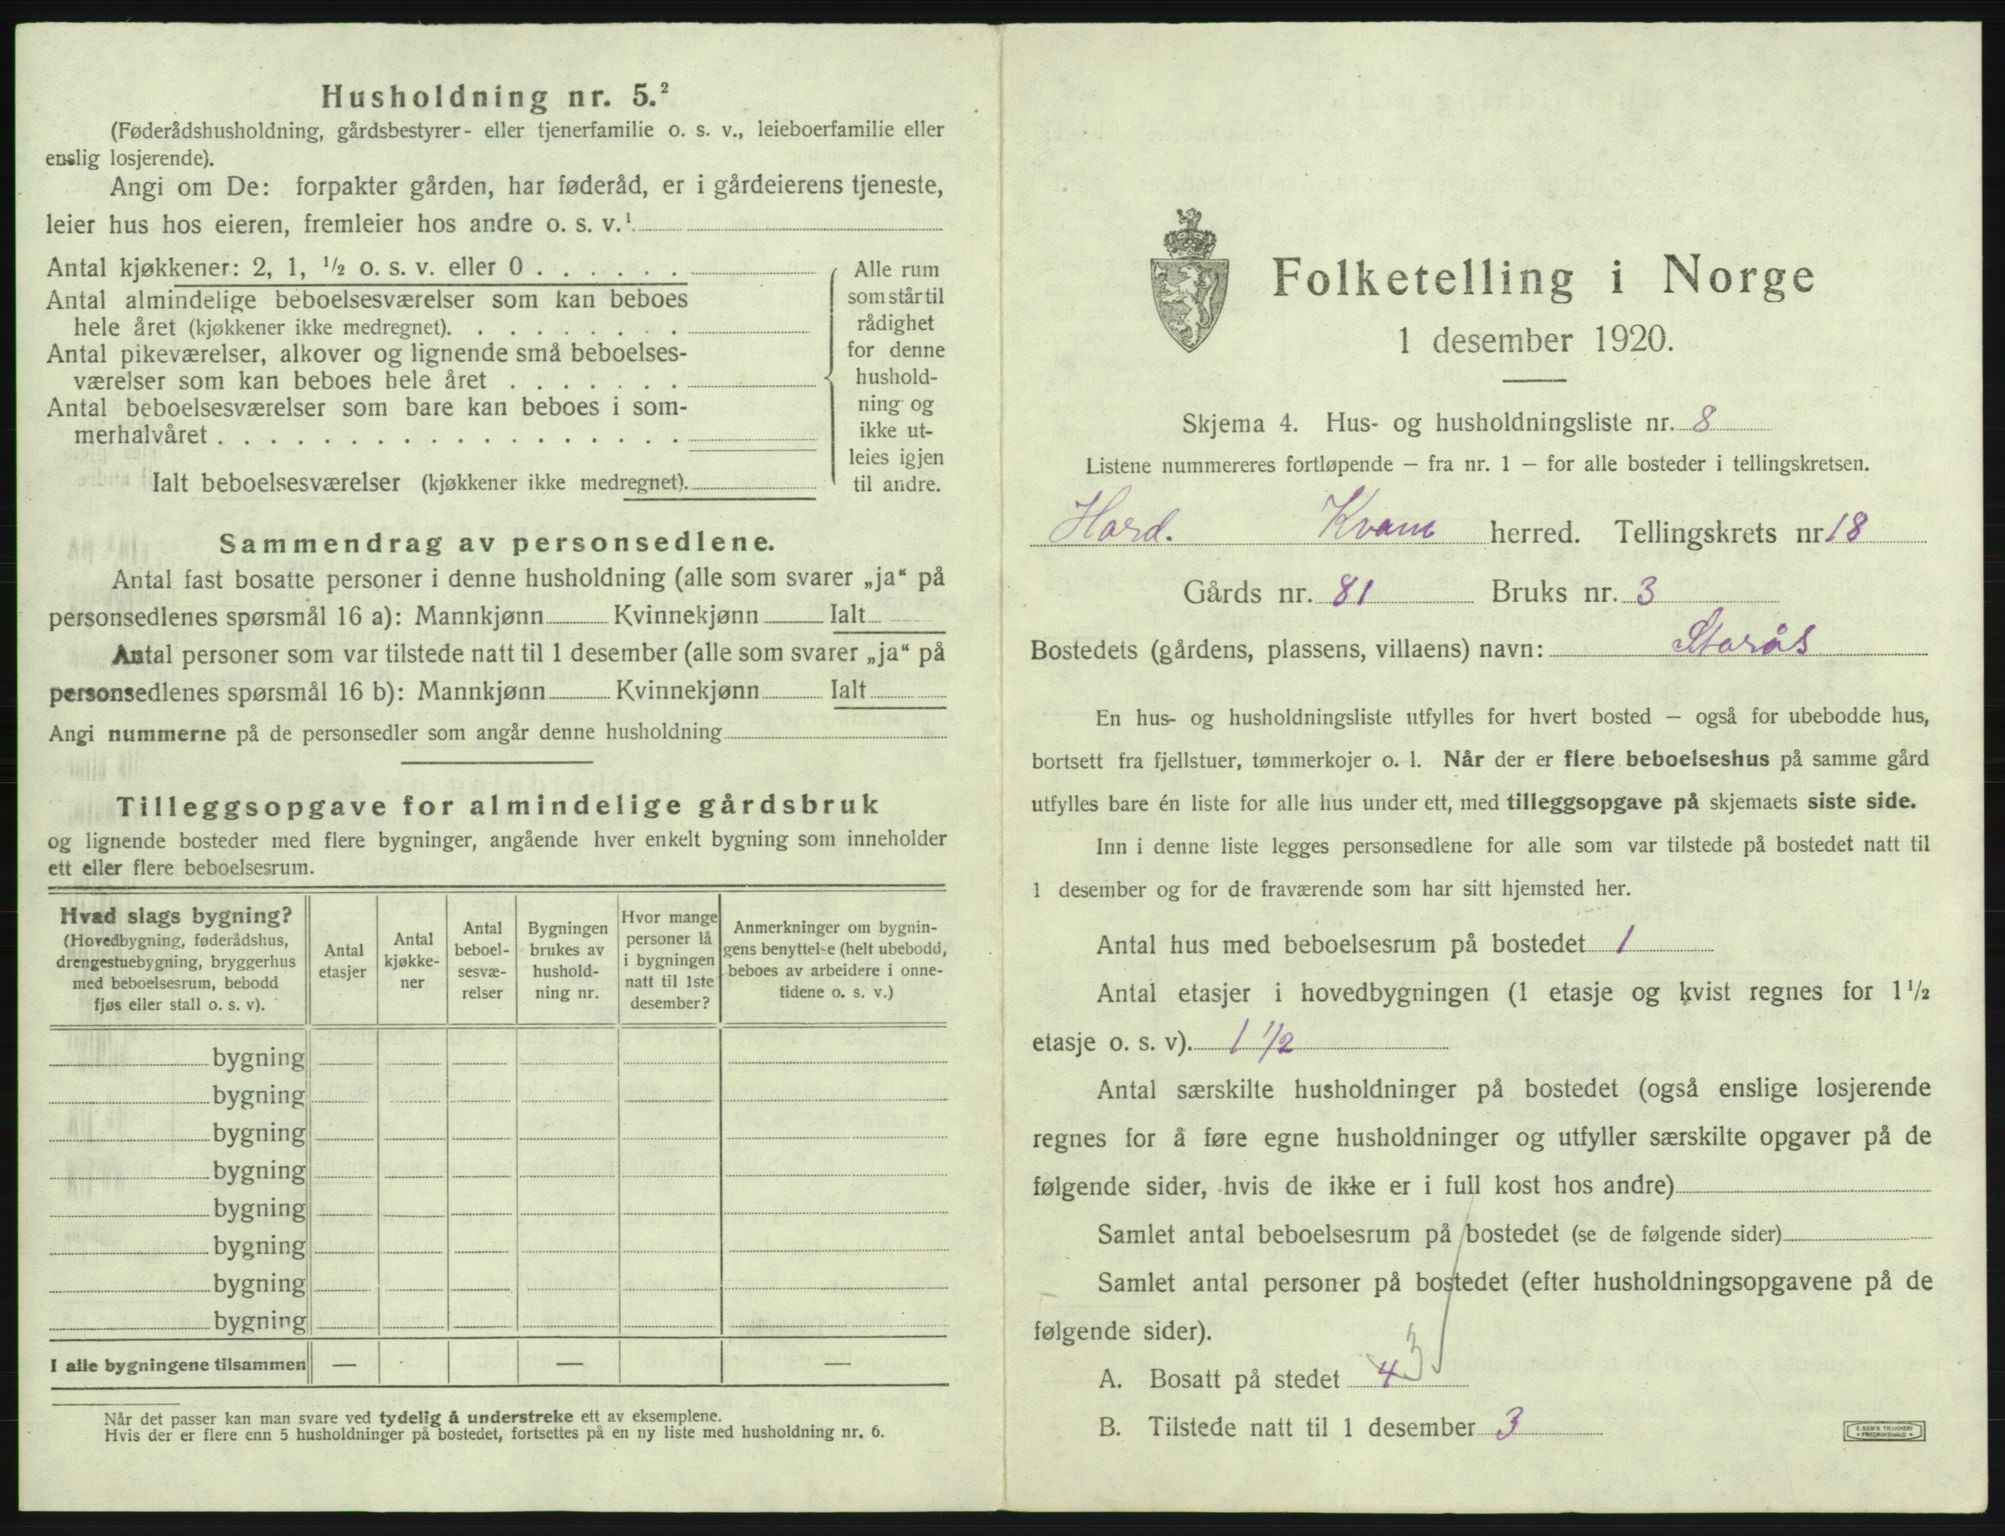 Husholdning nr. 5.²
(Føderådshusholdning, gårdsbestyrer- eller tjenerfamilie o. s. v., leieboerfamilie eller
enslig losjerende).
Angi om De: forpakter gården, har føderåd, er i gårdeierens tjeneste,
leier hus hos eieren, fremleier hos andre o. s. v.¹
Antal kjøkkener: 2, 1, ½ o. s. v. eller 0 . . . . . .
Antal almindelige beboelsesværelser som kan beboes
hele året (kjøkkener ikke medregnet). . . . . . . . .
Antal pikeværelser, alkover og lignende små beboelses-
værelser som kan beboes hele året . . . . . . .
Antal beboelsesværelser som bare kan beboes i som-
merhalvåret . . . . . . . . . . . . . . . . . .
Ialt beboelsesværelser (kjøkkener ikke medregnet).
Alle rum
som står til
rådighet
for denne
hushold-
ning og
ikke ut-
leies igjen
til andre.
Sammendrag av personsedlene.
Antal fast bosatte personer i denne husholdning (alle som svarer „ja“ på
personsedlenes spørsmål 16 a): Mannkjønn Kvinnekjønn Ialt
Antal personer som var tilstede natt til 1 desember (alle som svarer „ja“ på
personsedlenes spørsmål 16 b): Mannkjønn Kvinnekjønn Ialt
Angi nummerne på de personsedler som angår denne husholdning
Tilleggsopgave for almindelige gårdsbruk
og lignende bosteder med flere bygninger, angående hver enkelt bygning som inneholder
ett eller flere beboelsesrum.
Hvad slags bygning?
(Hovedbygning, føderådshus,
drengestuebygning, bryggerhus
med beboelsesrum, bebodd
fjøs eller stall o. s. v).
Antal
etasjer
Antal
kjøkke-
ner
Antal
beboel-
sesvæ-
relser
Bygningen
brukes av
hushold-
ning nr.
Hvor mange
personer lå
i bygningen
natt til 1ste
desember?
Anmerkninger om bygnin-
gens benyttelse (helt ubebodd,
beboes av arbeidere i onne-
tidene o. s. v.)
bygning
bygning
bygning
bygning
bygning
bygning
bygning
bygning
I alle bygningene tilsammen — — —
Når det passer kan man svare ved tydelig å understreke ett av eksemplene.
Hvis der er flere enn 5 husholdninger på bostedet, fortsettes på en ny liste med husholdning nr. 6.
Folketelling i Norge
1 desember 1920.
Skjema 4. Hus- og husholdningsliste nr. 8
Listene nummereres fortløpende – fra nr. 1 – for alle bosteder i tellingskretsen.
Hard. Kvam herred. Tellingskrets nr 18
Gårds nr. 81 Bruks nr. 3
Bostedets (gårdens, plassens, villaens) navn: Starås
En hus- og husholdningsliste utfylles for hvert bosted – også for ubebodde hus,
bortsett fra fjellstuer, tømmerkojer o. l. Når der er flere beboelseshus på samme gård
utfylles bare én liste for alle hus under ett, med tilleggsopgave på skjemaets siste side.
Inn i denne liste legges personsedlene for alle som var tilstede på bostedet natt til
1 desember og for de fraværende som har sitt hjemsted her.
Antal hus med beboelsesrum på bostedet 1
Antal etasjer i hovedbygningen (1 etasje og kvist regnes for 1½
etasje o. s. v). 1 ½
Antal særskilte husholdninger på bostedet (også enslige losjerende
regnes for å føre egne husholdninger og utfyller særskilte opgaver på de
følgende sider, hvis de ikke er i full kost hos andre)
Samlet antal beboelsesrum på bostedet (se de følgende sider)
Samlet antal personer på bostedet (efter husholdningsopgavene på de
følgende sider).
A. Bosatt på stedet 4 3
B. Tilstede natt til 1 desember 3